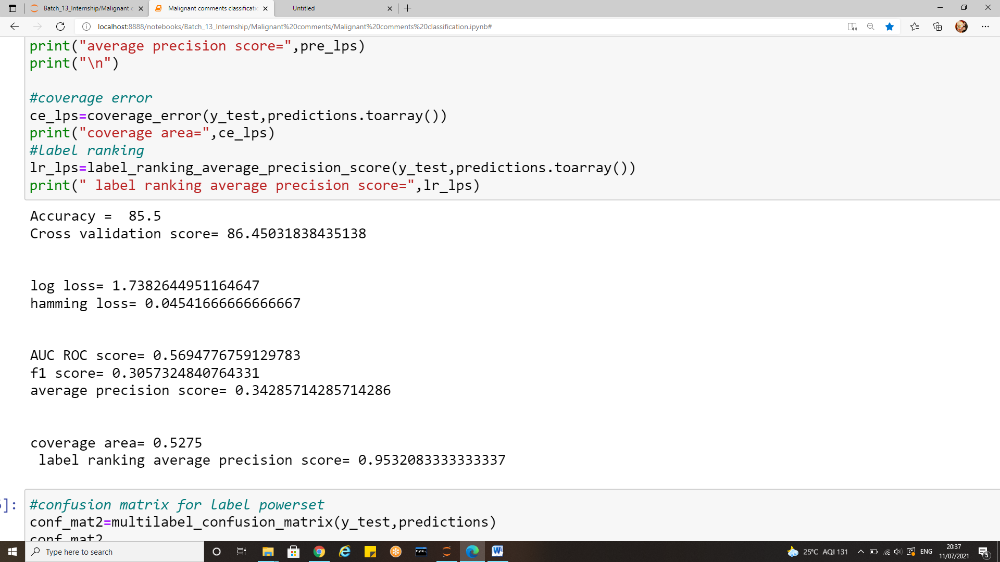 Batch_13_Internship/Malignant c
Malignant comments classificatic
Untitled
localhost:8888/notebooks/Batch_13_Internship/Malignant%20comments/Malignant%20comments%20classification.ipynb#
print("average precision score=",pre_lps)
print("\n")
#coverage error
ce_lps=coverage_error(y_test,predictions.toarray())
print("coverage area=",ce_lps)
#label ranking
lr_lps=label_ranking_average_precision_score(y_test,predictions.toarray())
print(" label ranking average precision score=",lr_lps)
Accuracy =  85.5
Cross validation score= 86.45031838435138
log loss= 1.7382644951164647
hamming loss= 0.04541666666666667
AUC ROC score= 0.5694776759129783
f1 score= 0.3057324840764331
average precision score= 0.34285714285714286
coverage area= 0.5275
 label ranking average precision score= 0.9532083333333337
]:
#confusion matrix for label powerset
conf_mat2=multilabel_confusion_matrix(y_test,predictions)
conf_mat2
Type here to search
25°C AQI 131
ENG
20:37
11/07/2021
5